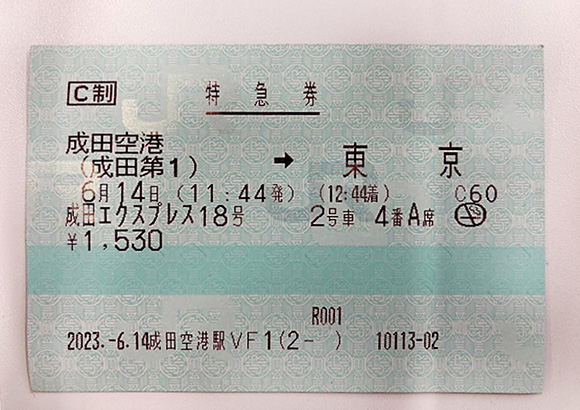 C制 特急券
成田空港
(成田第1) → 東京
6月14日 (11:44発) (12:44着) C60
成田エクスプレス18号 2号車 4番A席
¥1,530
R001
2023.-6.14成田空港駅VF1(2- ) 10113-02